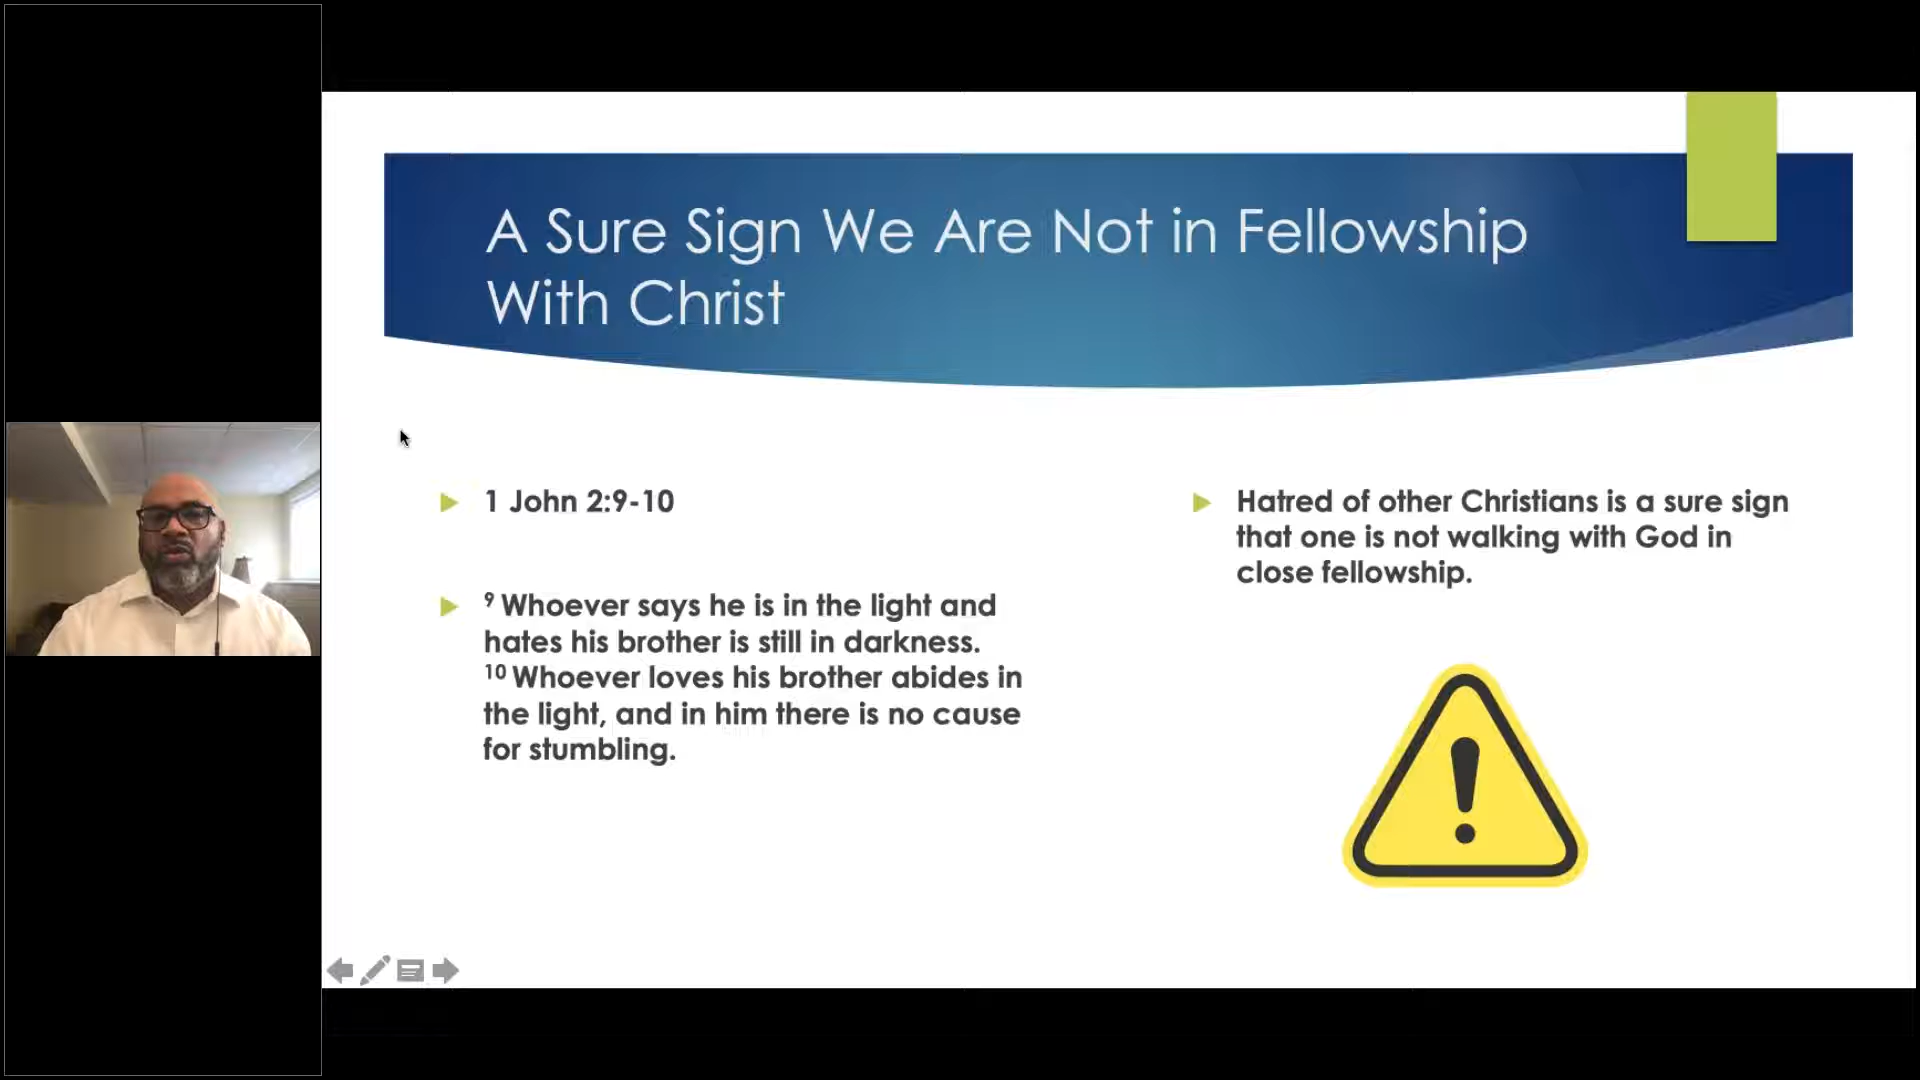 A Sure Sign We Are Not in Fellowship
With Christ
1 John 2:9-10
9 Whoever says he is in the light and
hates his brother is still in darkness.
10 Whoever loves his brother abides in
the light, and in him there is no cause
for stumbling.
Hatred of other Christians is a sure sign
that one is not walking with God in
close fellowship.
!